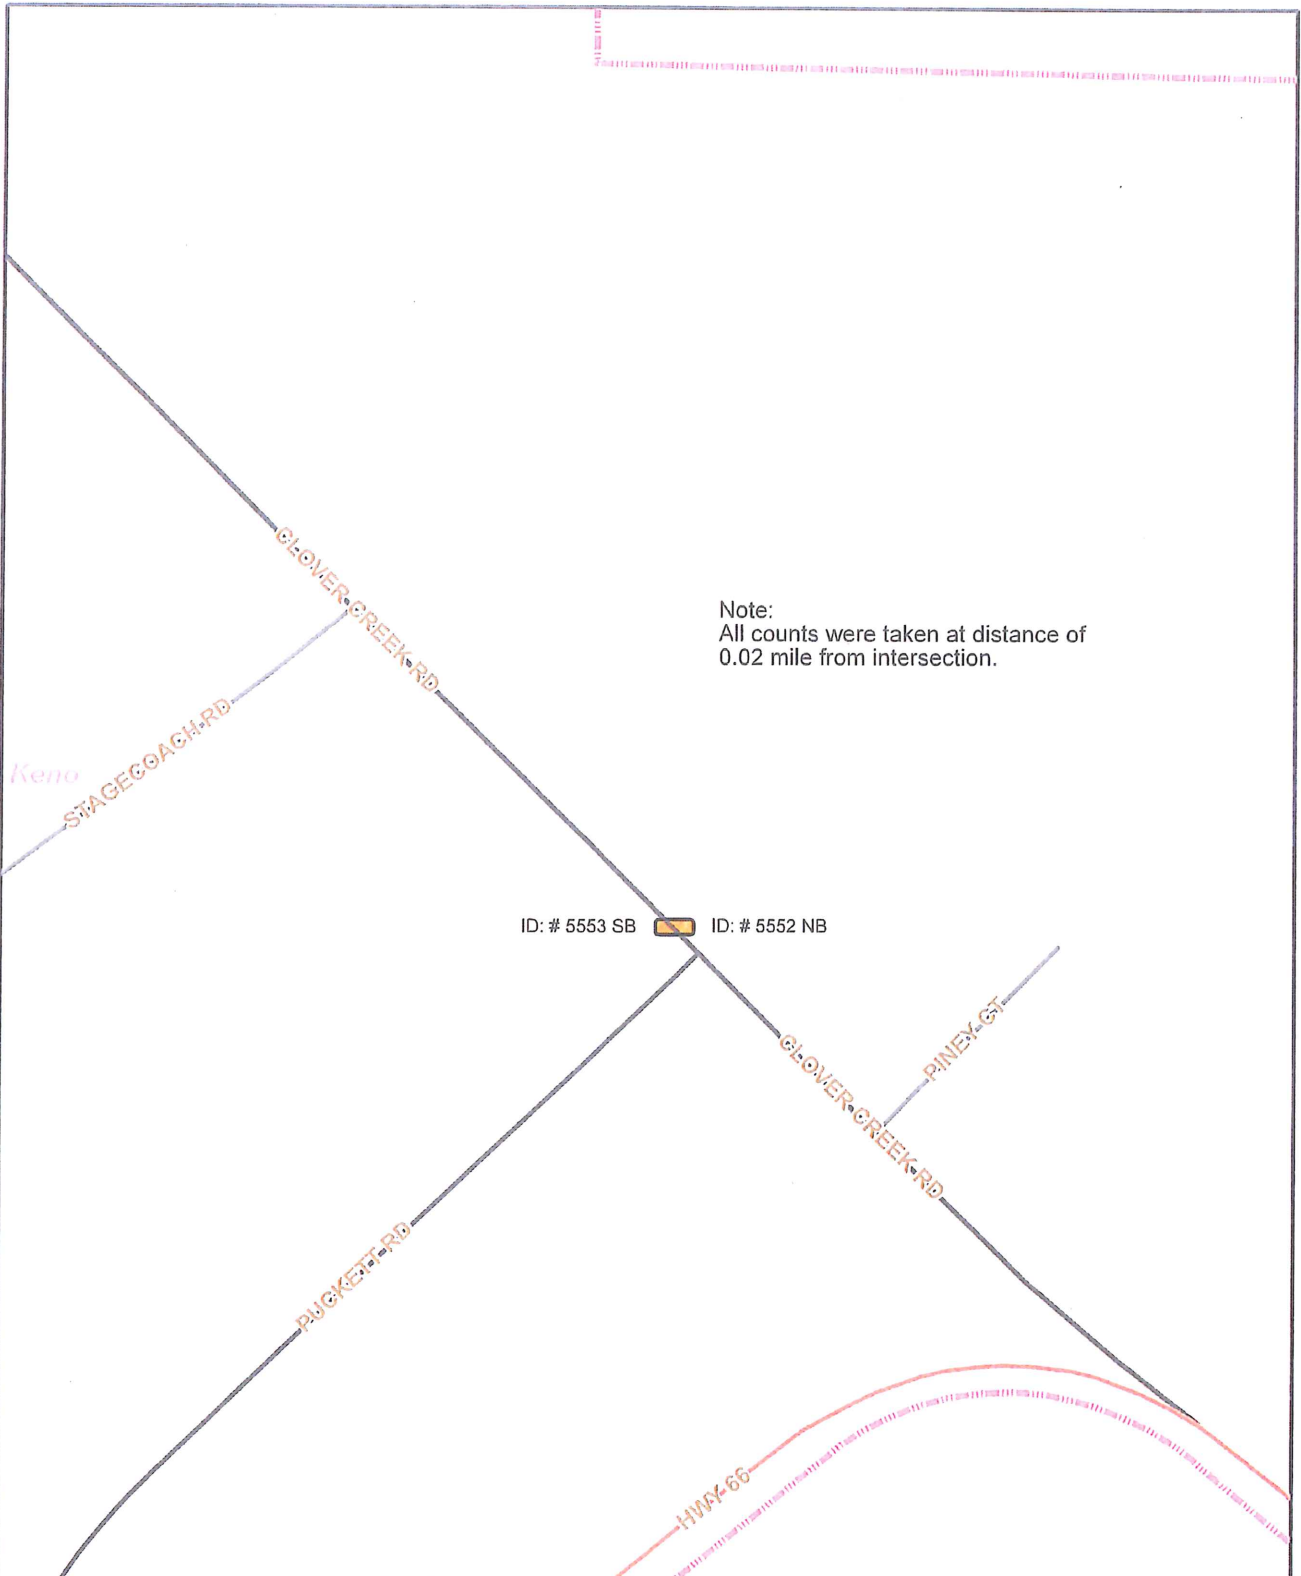 CLOVER CREEK RD
Note:
All counts were taken at distance of
0.02 mile from intersection.
STAGECOACH RD
Keno
ID: # 5553 SB
ID: # 5552 NB
PINEY CT
CLOVER CREEK RD
PUCKETT RD
HWY 66